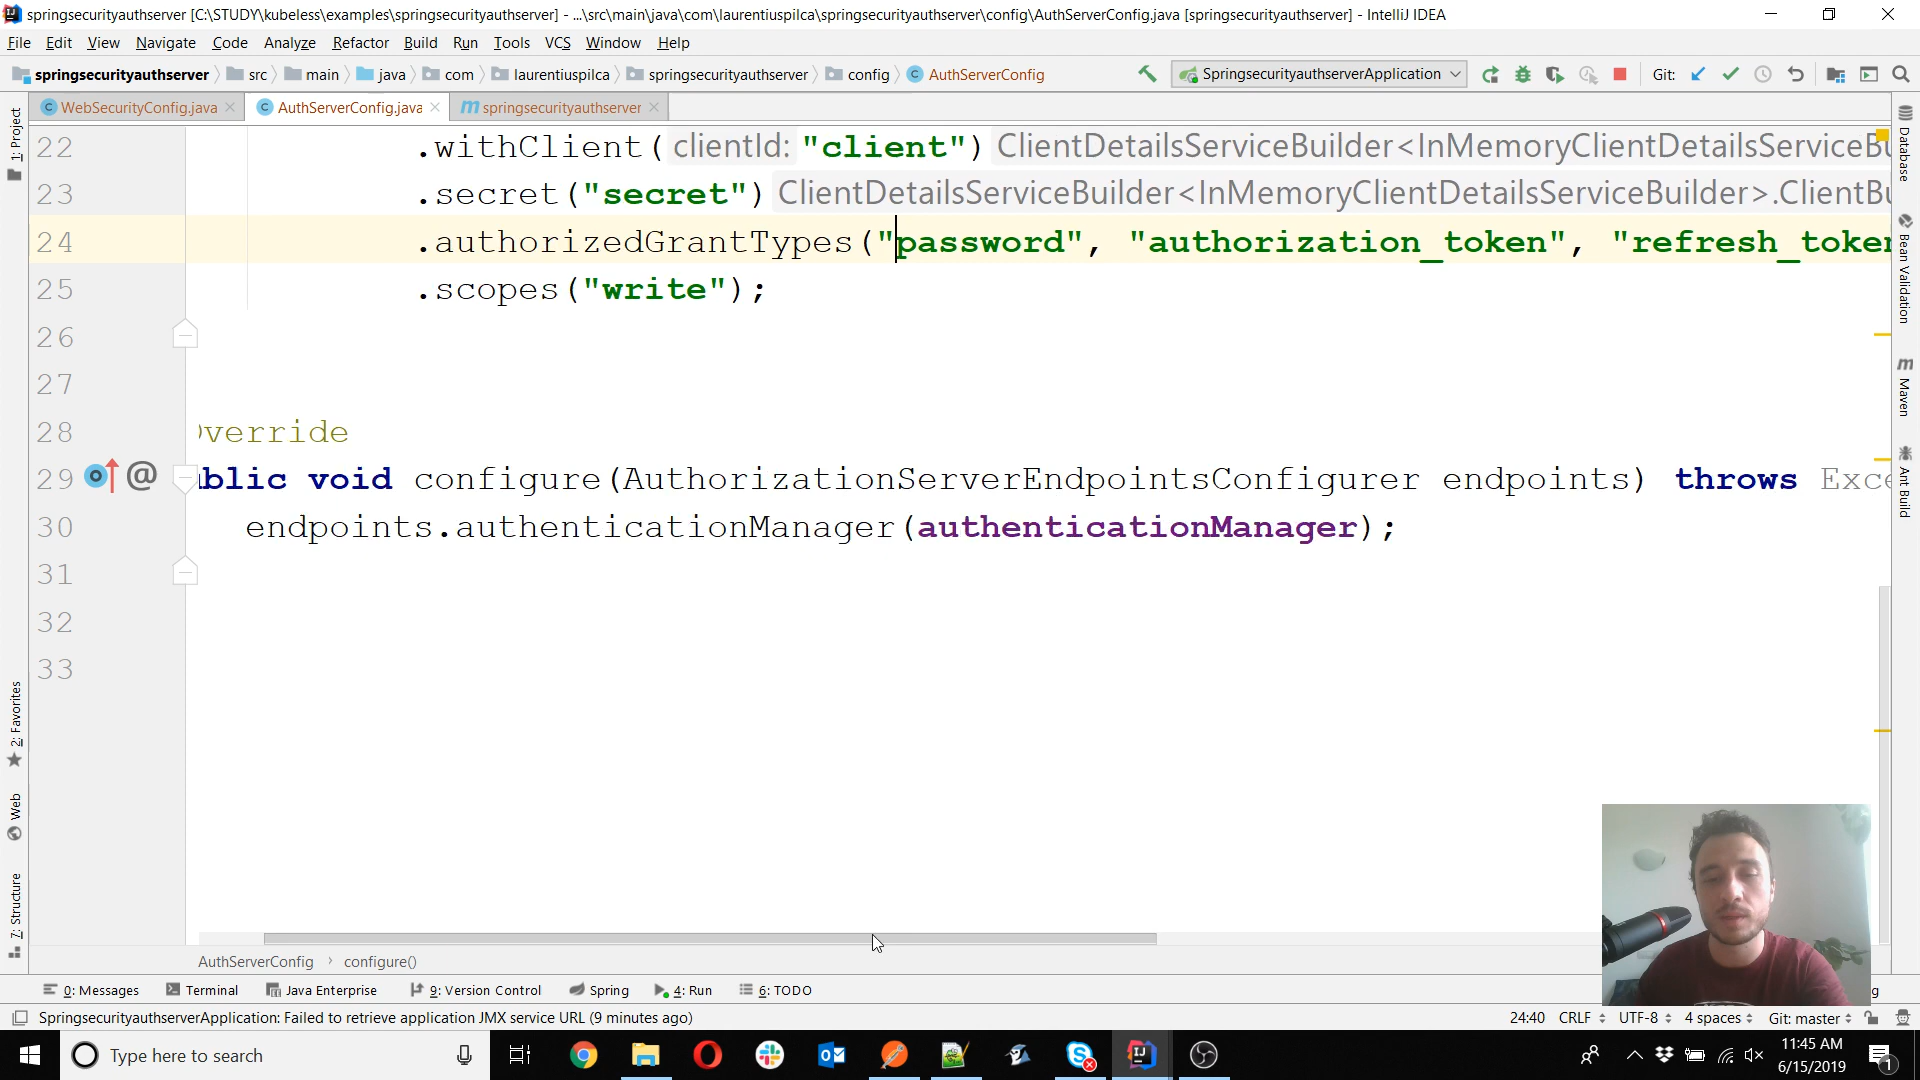 springsecurityauthserver [C:\STUDY\kubeless\examples\springsecurityauthserver] - ...\src\main\java\com\laurentiuspilca\springsecurityauthserver\config\AuthServerConfig.java [springsecurityauthserver] - IntelliJ IDEA
File Edit View Navigate Code Analyze Refactor Build Run Tools VCS Window Help
springsecurityauthserver src main java com laurentiuspilca springsecurityauthserver config AuthServerConfig SpringsecurityauthserverApplication Git:
WebSecurityConfig.java AuthServerConfig.java springsecurityauthserver
1: Project
2: Favorites
Web
7: Structure
22 .withClient( clientId: "client") ClientDetailsServiceBuilder<InMemoryClientDetailsServiceBu
23 .secret("secret") ClientDetailsServiceBuilder<InMemoryClientDetailsServiceBuilder>.ClientBu
24 .authorizedGrantTypes("password", "authorization_token", "refresh_token
25 .scopes("write");
26
27
28 verride
29 @ blic void configure(AuthorizationServerEndpointsConfigurer endpoints) throws Exce
30 endpoints.authenticationManager(authenticationManager);
31
32
33
Database
Bean Validation
Maven
Ant Build
AuthServerConfig configure()
0: Messages Terminal Java Enterprise 9: Version Control Spring 4: Run 6: TODO g
SpringsecurityauthserverApplication: Failed to retrieve application JMX service URL (9 minutes ago) 24:40 CRLF UTF-8 4 spaces Git: master
Type here to search
11:45 AM
6/15/2019
1